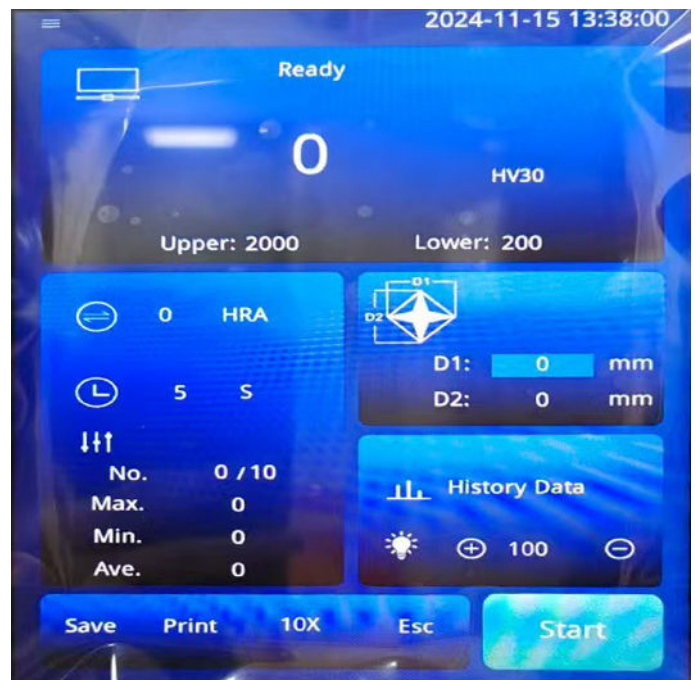 2024-11-15 13:38:00
Ready
0
HV30
Upper: 2000 Lower: 200
0 HRA
5 S
No. 0 / 10
Max. 0
Min. 0
Ave. 0
D1
D2
D1: 0 mm
D2: 0 mm
History Data
100
Save Print 10X Esc Start